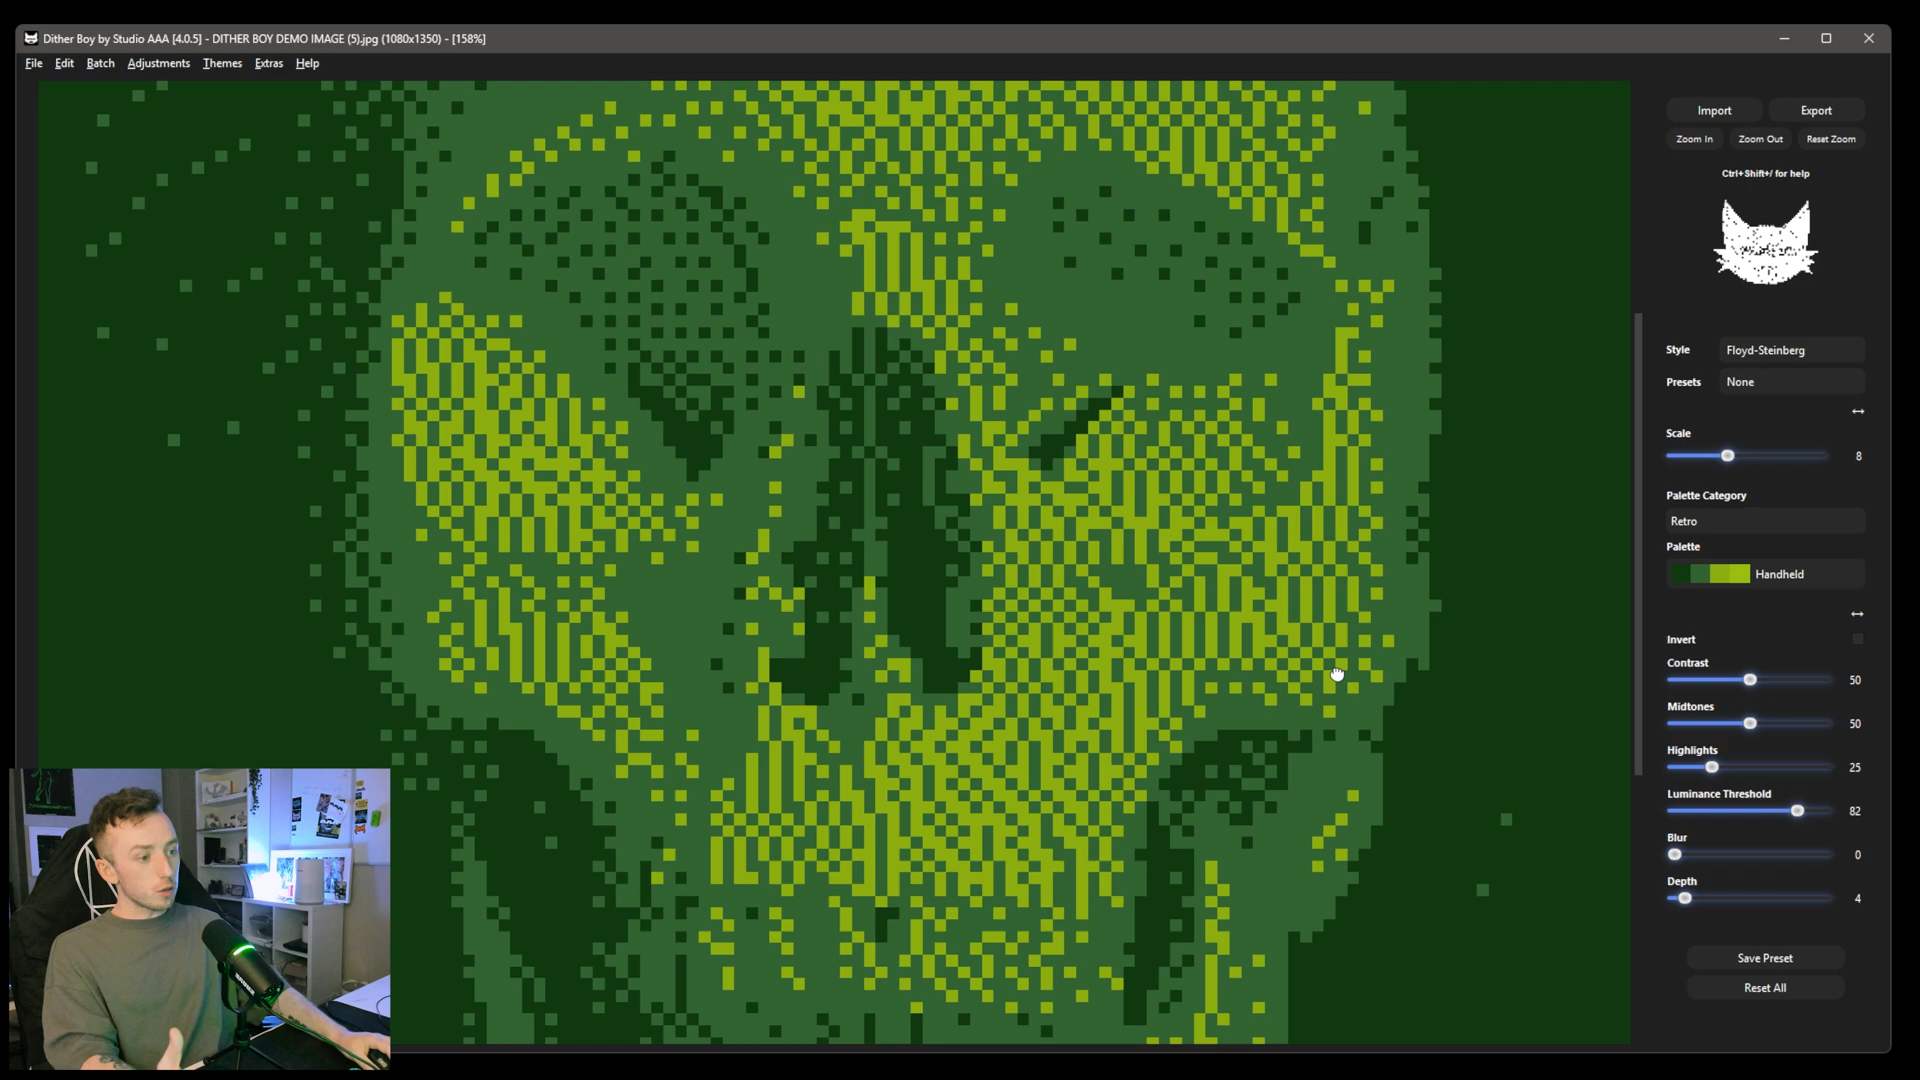 Dither Boy by Studio AAA [4.0.5] - DITHER BOY DEMO IMAGE (5).jpg (1080x1350) - [158%]
File Edit Batch Adjustments Themes Extras Help
Import Export
Zoom In Zoom Out Reset Zoom
Ctrl+Shift+/ for help
Style Floyd-Steinberg
Presets None
Scale
8
Palette Category
Retro
Palette
Handheld
Invert
Contrast
50
Midtones
50
Highlights
25
Luminance Threshold
82
Blur
0
Depth
4
Save Preset
Reset All